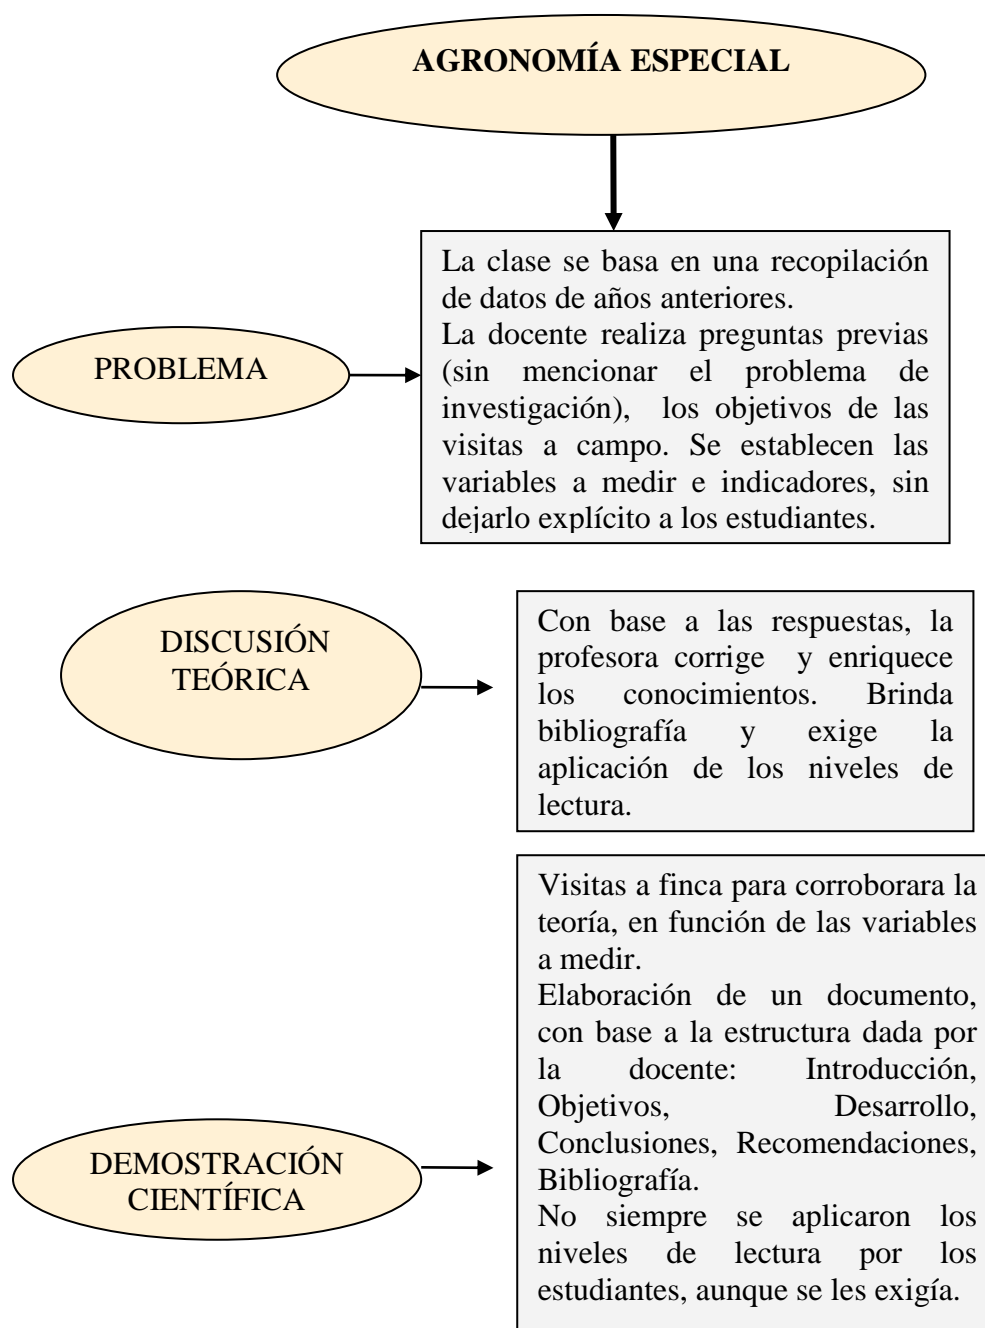 AGRONOMÍA ESPECIAL
La clase se basa en una recopilación
de datos de años anteriores.
La docente realiza preguntas previas
(sin mencionar el problema de
investigación), los objetivos de las
visitas a campo. Se establecen las
variables a medir e indicadores, sin
dejarlo explícito a los estudiantes.
PROBLEMA
DISCUSIÓN
TEÓRICA
Con base a las respuestas, la
profesora corrige y enriquece
los conocimientos. Brinda
bibliografía y exige la
aplicación de los niveles de
lectura.
Visitas a finca para corroborara la
teoría, en función de las variables
a medir.
Elaboración de un documento,
con base a la estructura dada por
la docente: Introducción,
Objetivos, Desarrollo,
Conclusiones, Recomendaciones,
Bibliografía.
No siempre se aplicaron los
niveles de lectura por los
estudiantes, aunque se les exigía.
DEMOSTRACIÓN
CIENTÍFICA